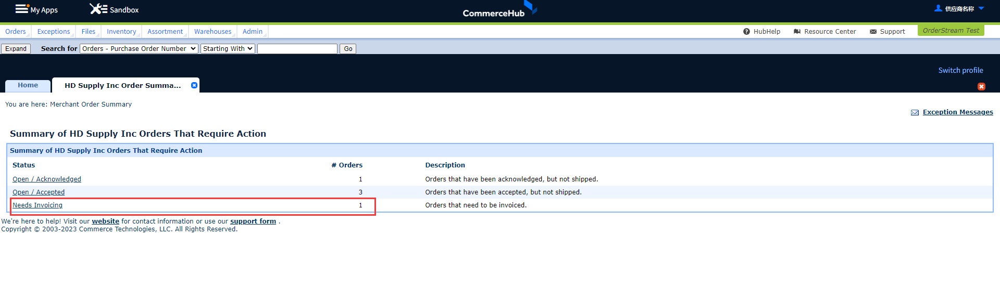 My Apps Sandbox CommerceHub 供应商名称
Orders Exceptions Files Inventory Assortment Warehouses Admin HubHelp Resource Center Support OrderStream Test
Expand Search for Orders - Purchase Order Number Starting With Go
Switch profile
Home HD Supply Inc Order Summa...
You are here: Merchant Order Summary
Exception Messages
Summary of HD Supply Inc Orders That Require Action
Summary of HD Supply Inc Orders That Require Action
Status # Orders Description
Open / Acknowledged 1 Orders that have been acknowledged, but not shipped.
Open / Accepted 3 Orders that have been accepted, but not shipped.
Needs Invoicing 1 Orders that need to be invoiced.
We're here to help! Visit our website for contact information or use our support form .
Copyright © 2003-2023 Commerce Technologies, LLC. All Rights Reserved.